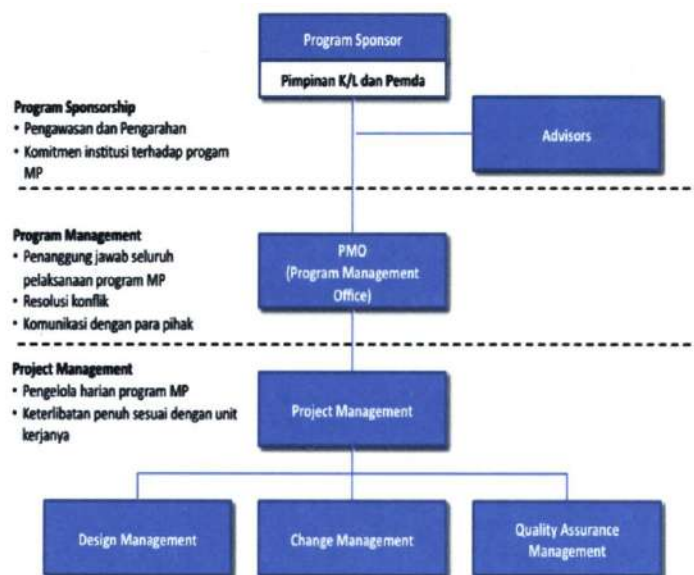 Program Sponsor
Pimpinan K/L dan Pemda
Program Sponsorship
• Pengawasan dan Pengarahan
• Komitmen institusi terhadap progam
MP
Advisors
Program Management
• Penanggung jawab seluruh
pelaksanaan program MP
• Resolusi konflik
• Komunikasi dengan para pihak
PMO
(Program Management
Office)
Project Management
• Pengelola harian program MP
• Keterlibatan penuh sesuai dengan unit
kerjanya
Project Management
Design Management
Change Management
Quality Assurance
Management